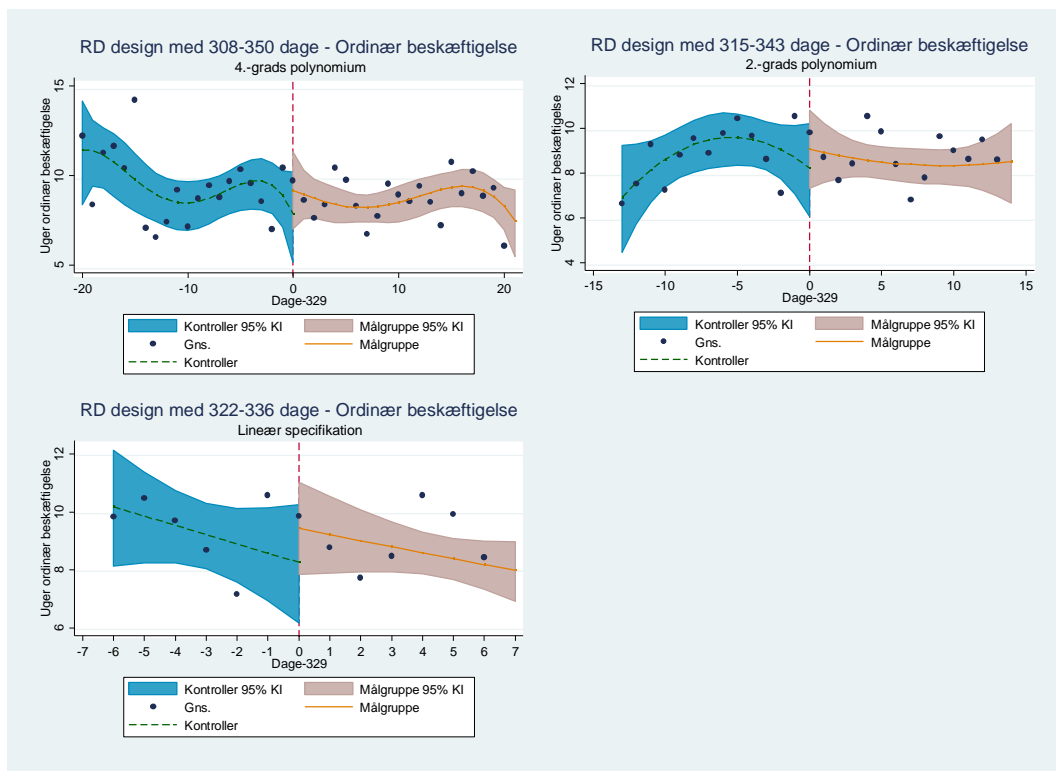 RD design med 308-350 dage - Ordinær beskæftigelse
4.-grads polynomium
Uger ordinær beskæftigelse
15
10
5
-20 -10 0 10 20
Dage-329
Kontroller 95% KI Målgruppe 95% KI
Gns. Målgruppe
Kontroller
RD design med 315-343 dage - Ordinær beskæftigelse
2.-grads polynomium
Uger ordinær beskæftigelse
12
10
8
6
4
-15 -10 -5 0 5 10 15
Dage-329
Kontroller 95% KI Målgruppe 95% KI
Gns. Målgruppe
Kontroller
RD design med 322-336 dage - Ordinær beskæftigelse
Lineær specifikation
Uger ordinær beskæftigelse
12
10
8
6
-7 -6 -5 -4 -3 -2 -1 0 1 2 3 4 5 6 7
Dage-329
Kontroller 95% KI Målgruppe 95% KI
Gns. Målgruppe
Kontroller